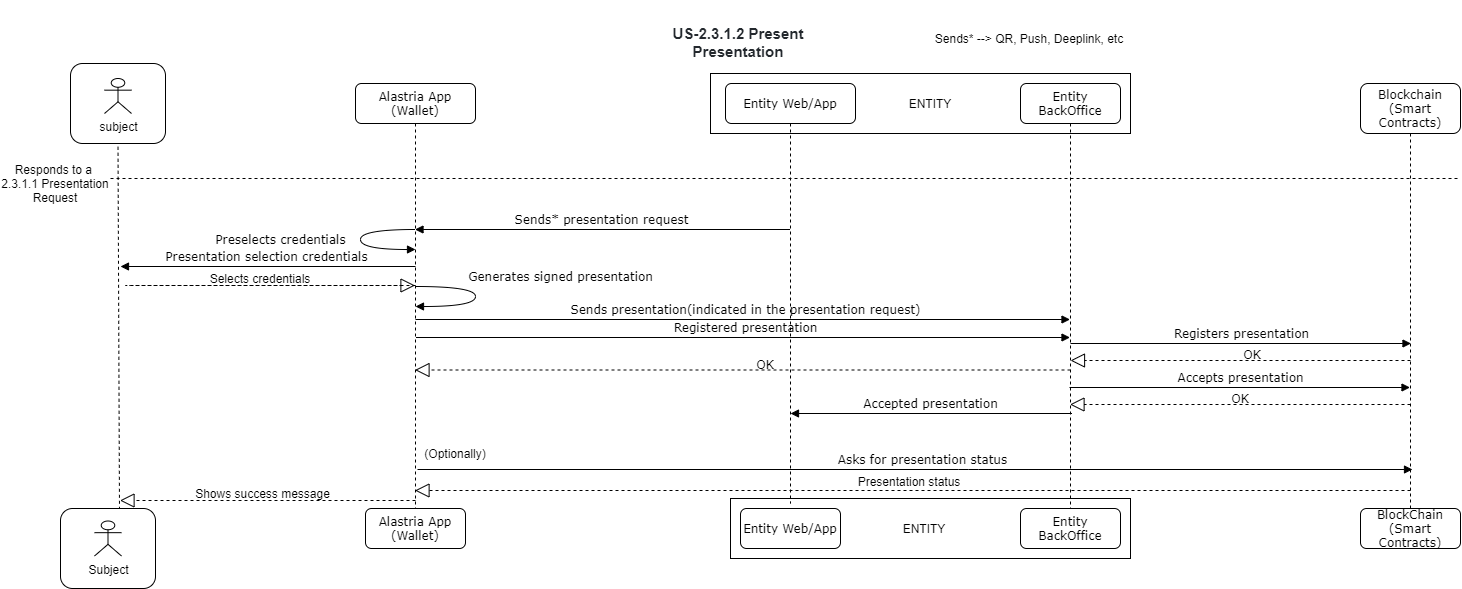 US-2.3.1.2 Present
Presentation
Sends* --> QR, Push, Deeplink, etc
subject
Alastria App
(Wallet)
Entity Web/App
ENTITY
Entity
BackOffice
Blockchain
(Smart
Contracts)
Responds to a
2.3.1.1 Presentation
Request
Sends* presentation request
Preselects credentials
Presentation selection credentials
Selects credentials
Generates signed presentation
Sends presentation(indicated in the presentation request)
Registered presentation
Registers presentation
OK
OK
Accepts presentation
OK
Accepted presentation
(Optionally)
Asks for presentation status
Presentation status
Shows success message
Subject
Alastria App
(Wallet)
Entity Web/App
ENTITY
Entity
BackOffice
BlockChain
(Smart
Contracts)